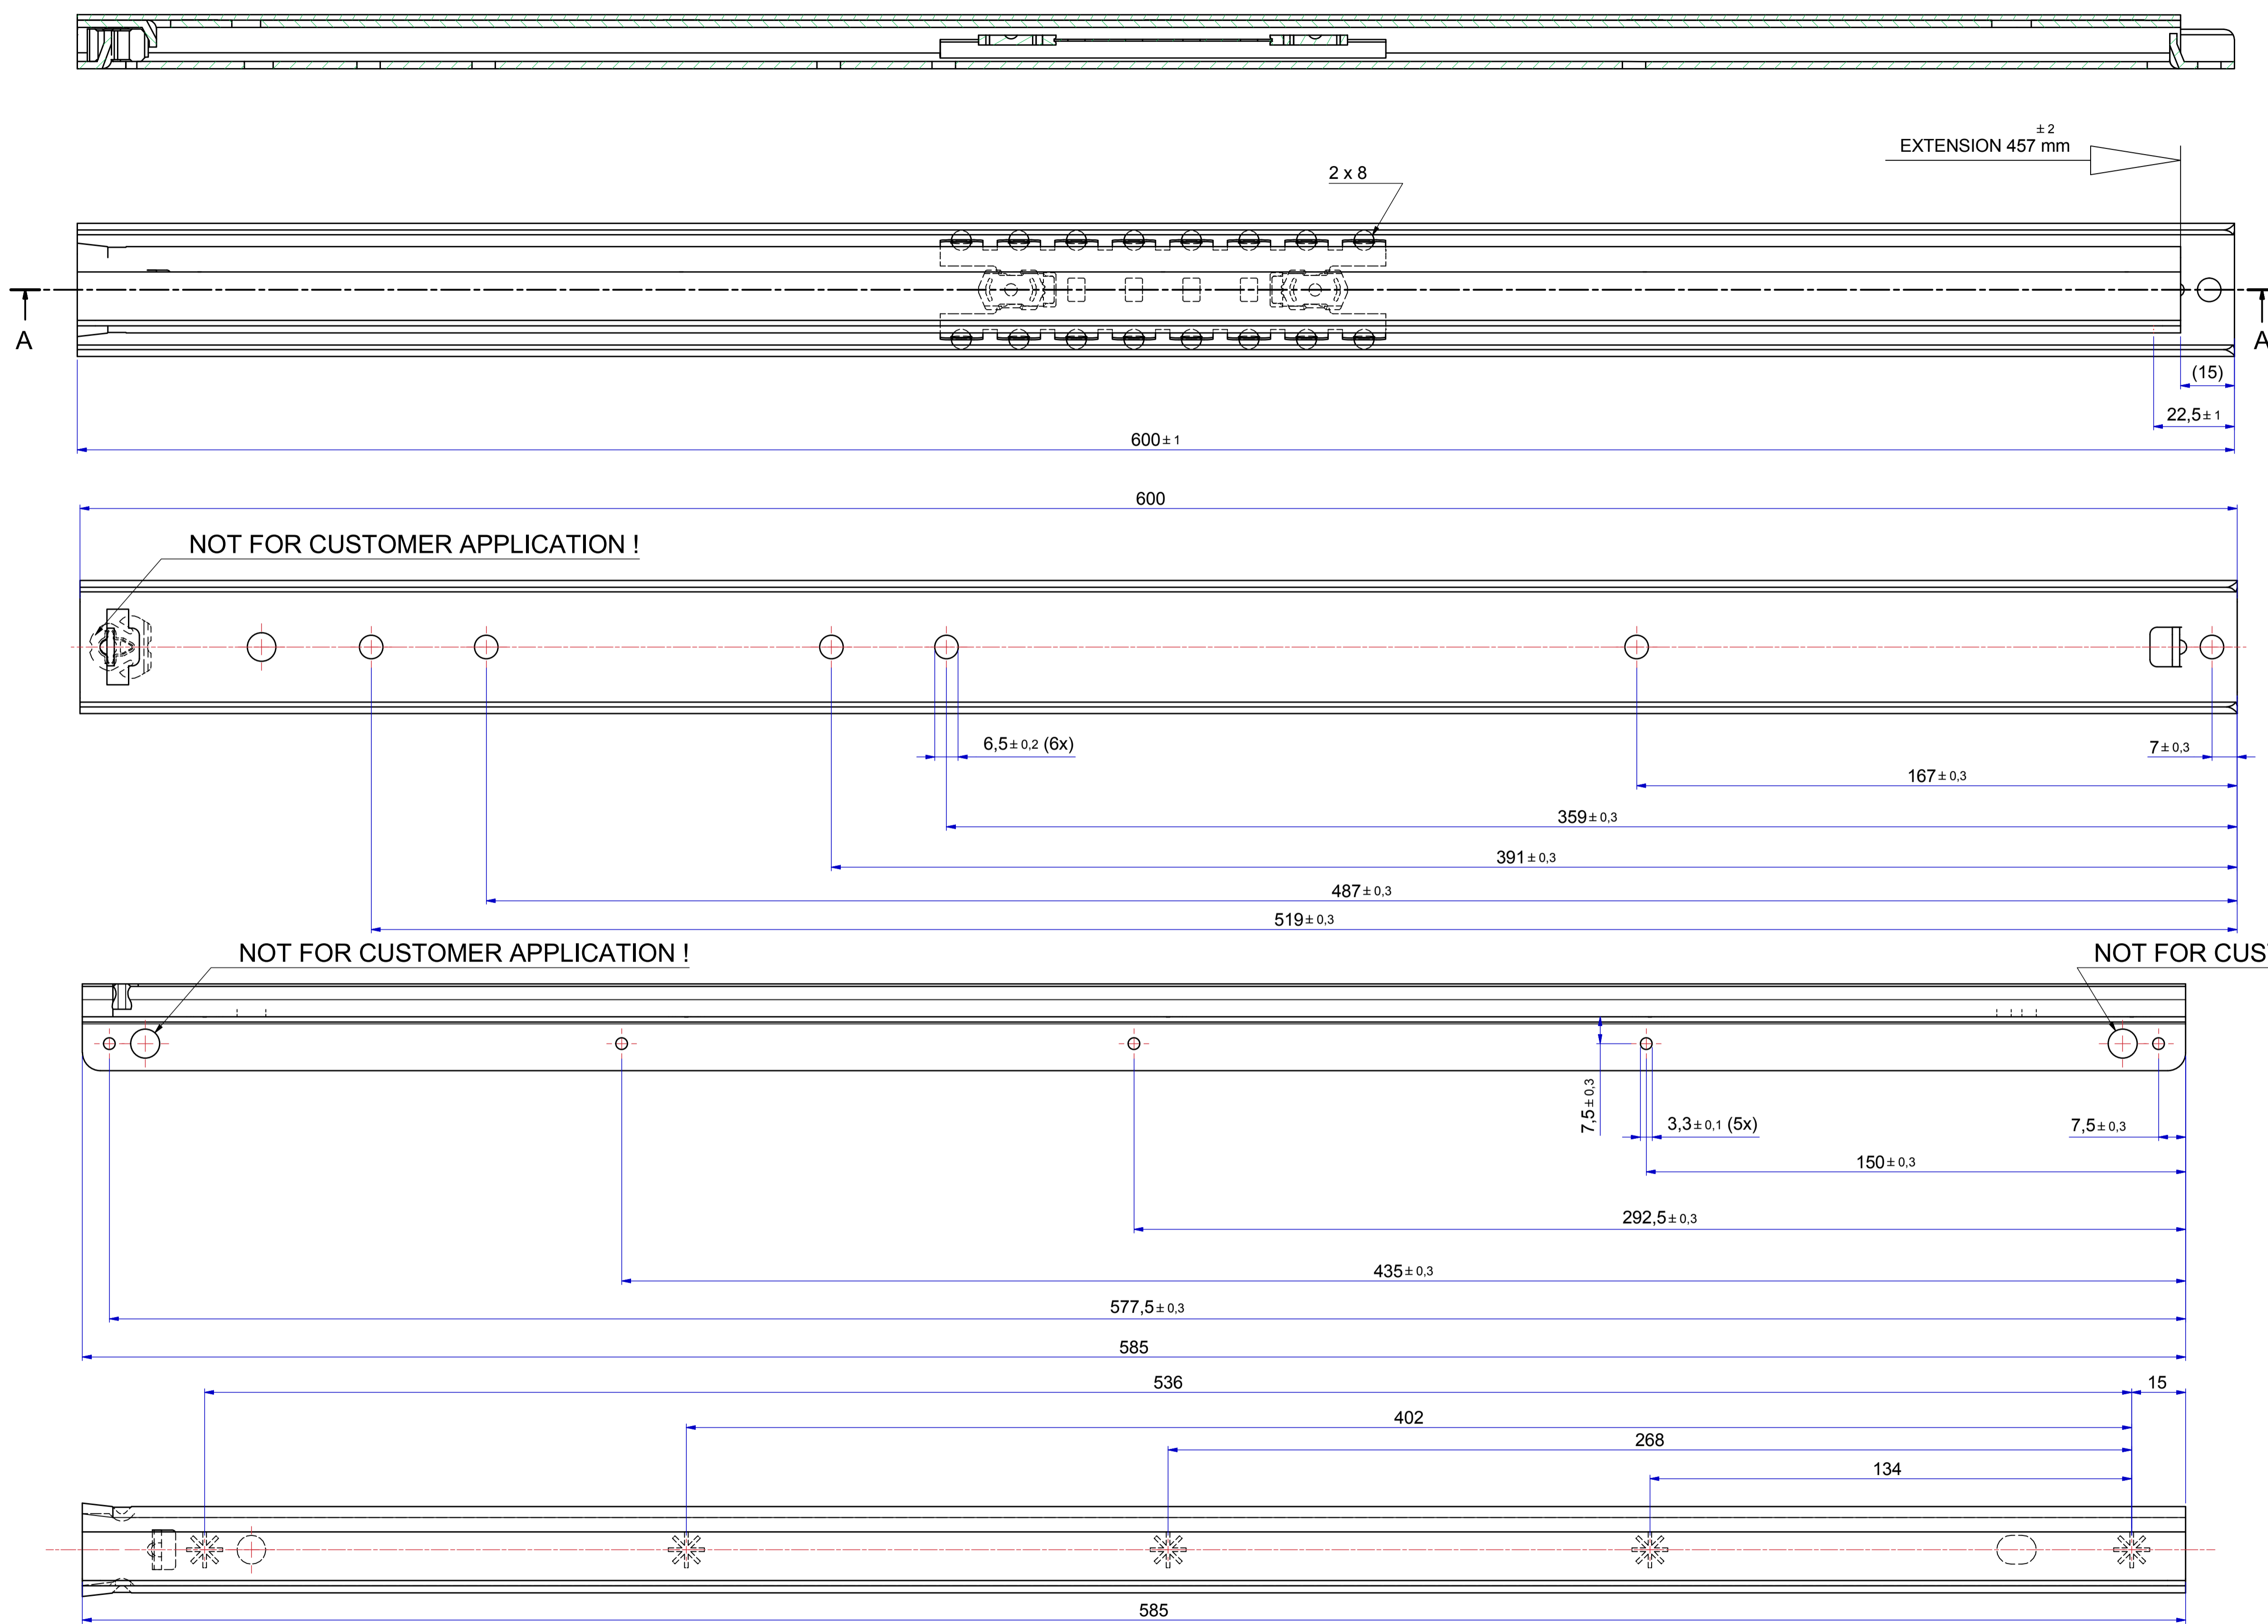 ± 2
EXTENSION 457 mm
2 x 8
A
A
(15)
22,5± 1
600± 1
600
NOT FOR CUSTOMER APPLICATION !
6,5± 0,2 (6x)
7± 0,3
167± 0,3
359± 0,3
391± 0,3
487± 0,3
519± 0,3
NOT FOR CUSTOMER APPLICATION !
NOT FOR CUS
7,5± 0,3
3,3± 0,1 (5x)
7,5± 0,3
150± 0,3
292,5± 0,3
435± 0,3
577,5± 0,3
585
536
15
402
268
134
585